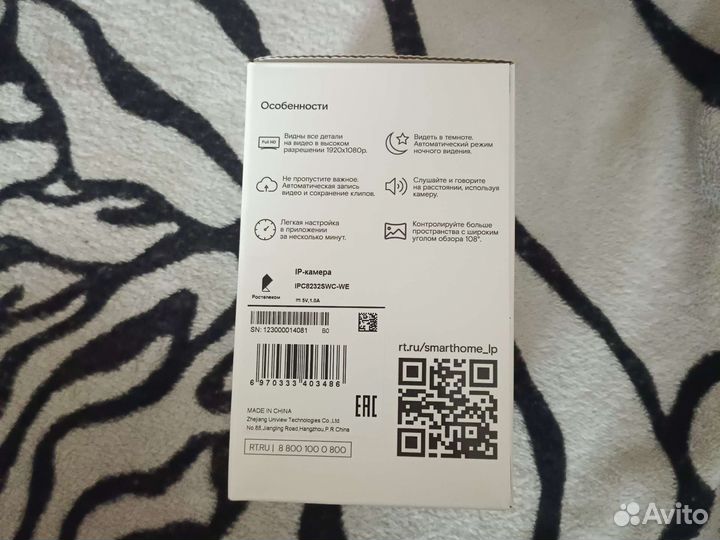 Особенности
Full HD
Видны все детали
на видео в высоком
разрешении 1920x1080p.
Видеть в темноте.
Автоматический режим
ночного видения.
Не пропустите важное.
Автоматическая запись
видео и сохранение клипов.
Слушайте и говорите
на расстоянии, используя
камеру.
Легкая настройка
в приложении
за несколько минут.
Контролируйте больше
пространства с широким
углом обзора 108°.
Ростелеком
IP-камера
IPC8232SWC-WE
5V,1.0A
SN: 123000014081 B0
rt.ru/smarthome_lp
6 970333 403486
EAC
MADE IN CHINA
Zhejiang Uniview Technologies Co.,Ltd
No.88,Jiangling Road,Hangzhou,P.R.China
RT.RU | 8 800 100 0 800
Avito